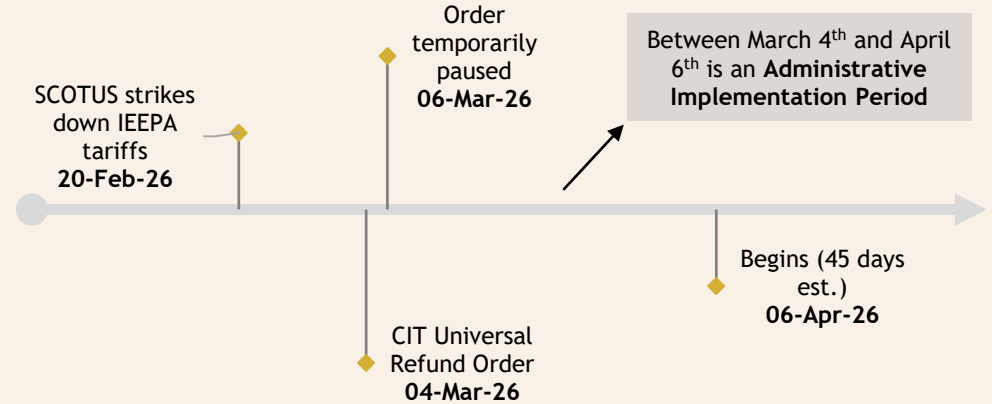 Order
temporarily
paused
06-Mar-26
Between March 4th and April
6th is an Administrative
Implementation Period
SCOTUS strikes
down IEEPA
tariffs
20-Feb-26
Begins (45 days
est.)
06-Apr-26
CIT Universal
Refund Order
04-Mar-26